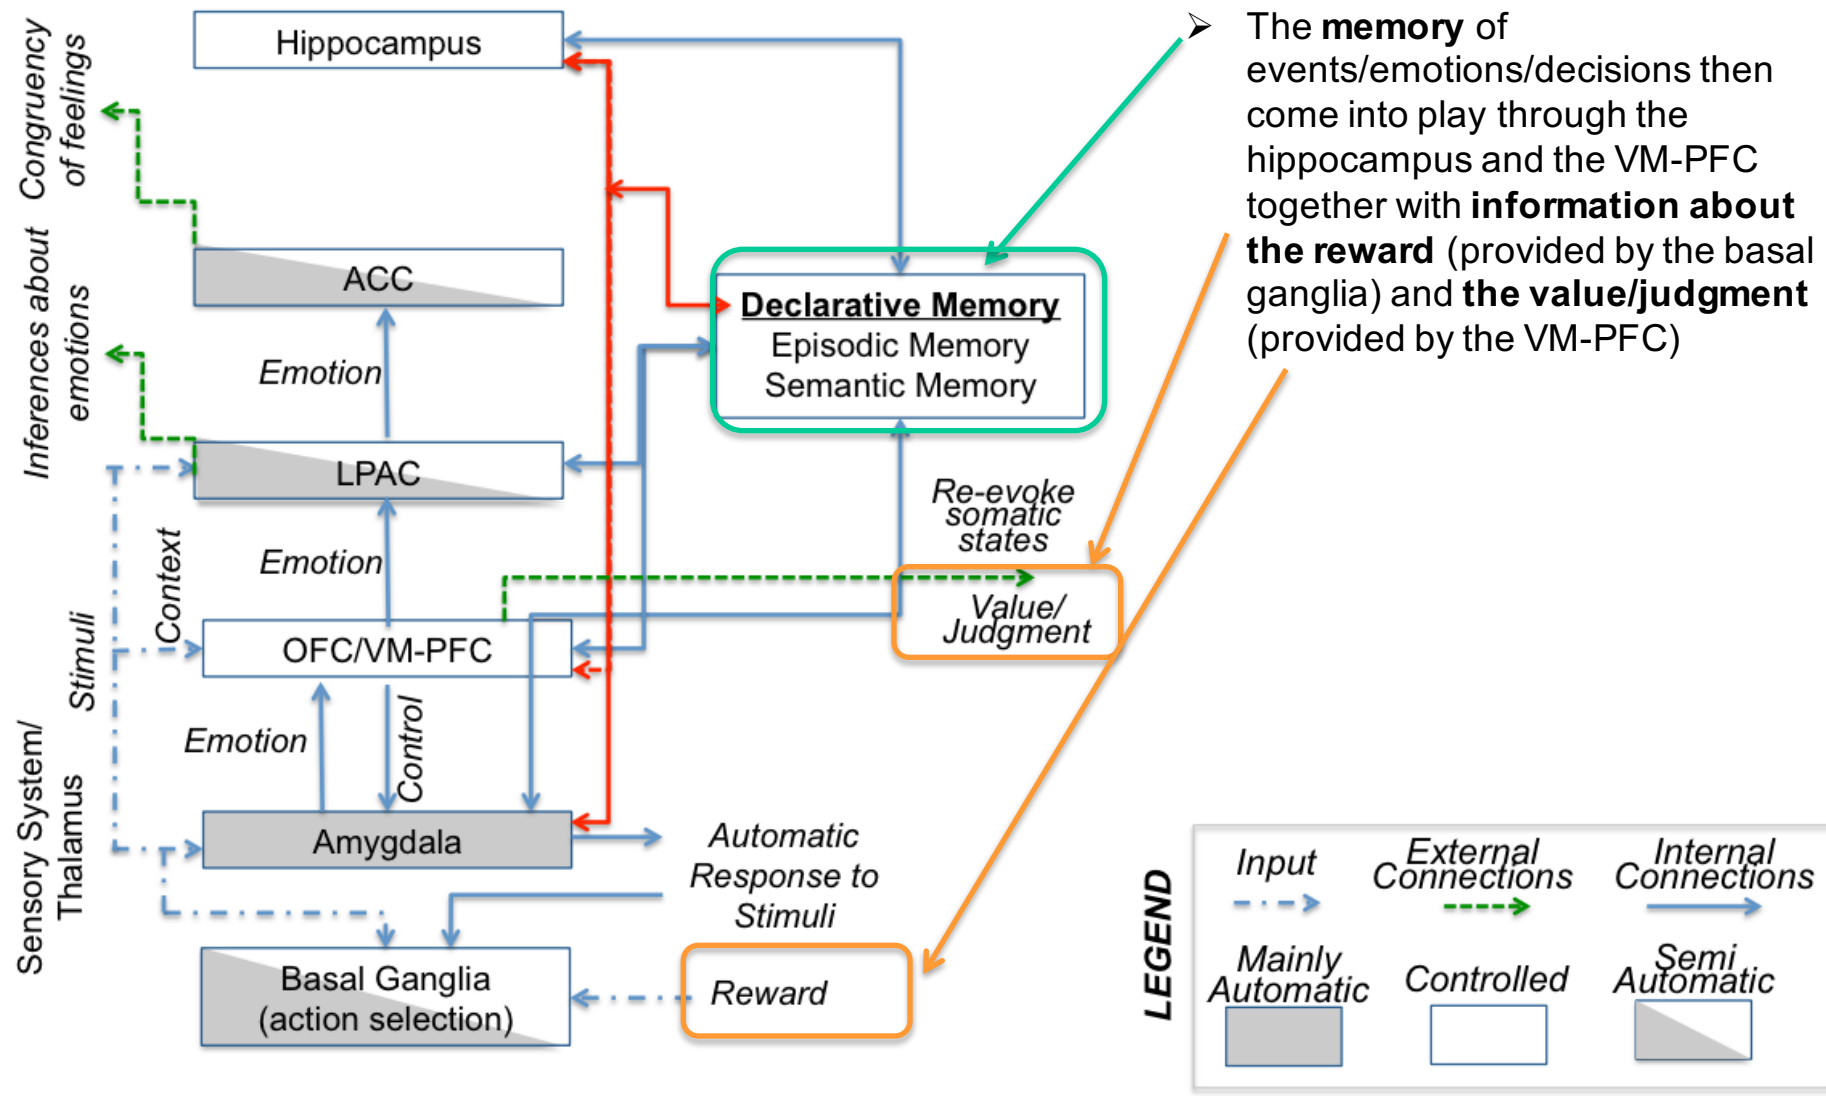 Congruency
of feelings
Inferences about
emotions
Stimuli
Context
Sensory System/
Thalamus
Hippocampus
ACC
Emotion
LPAC
Emotion
OFC/VM-PFC
Emotion
Control
Amygdala
Basal Ganglia
(action selection)
Declarative Memory
Episodic Memory
Semantic Memory
Re-evoke
somatic
states
Value/
Judgment
Automatic
Response to
Stimuli
Reward
➢ The memory of
events/emotions/decisions then
come into play through the
hippocampus and the VM-PFC
together with information about
the reward (provided by the basal
ganglia) and the value/judgment
(provided by the VM-PFC)
LEGEND
Input
External
Connections
Internal
Connections
Mainly
Automatic
Controlled
Semi
Automatic